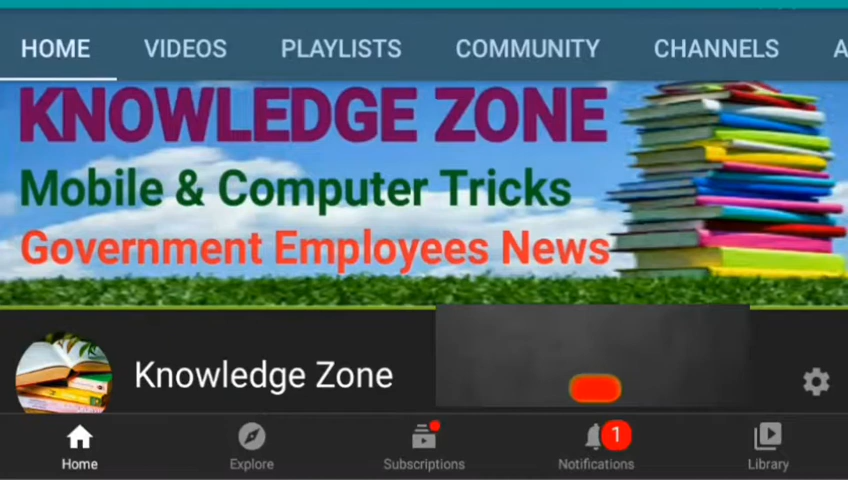 HOME VIDEOS PLAYLISTS COMMUNITY CHANNELS A
KNOWLEDGE ZONE
Mobile & Computer Tricks
Government Employees News
Knowledge Zone
1
Home Explore Subscriptions Notifications Library